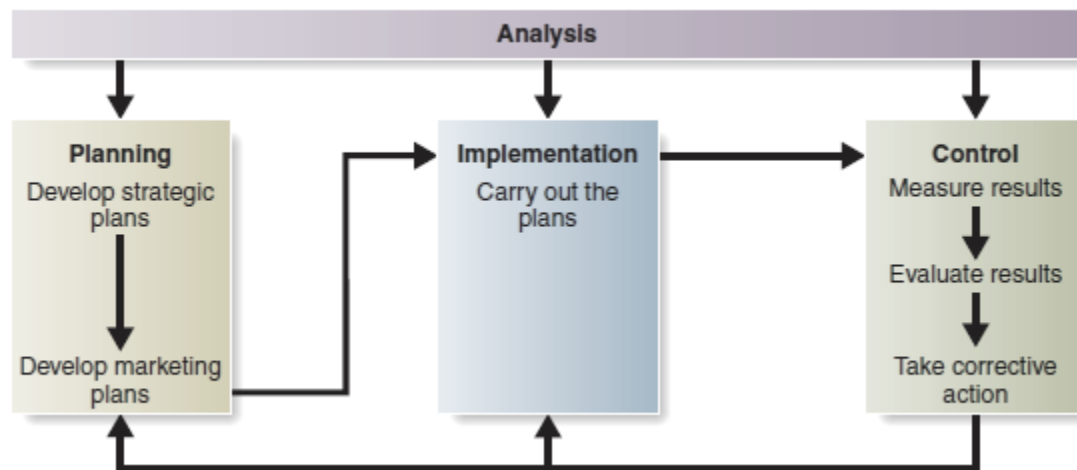 Analysis
Planning
Develop strategic
plans
Develop marketing
plans
Implementation
Carry out the
plans
Control
Measure results
Evaluate results
Take corrective
action